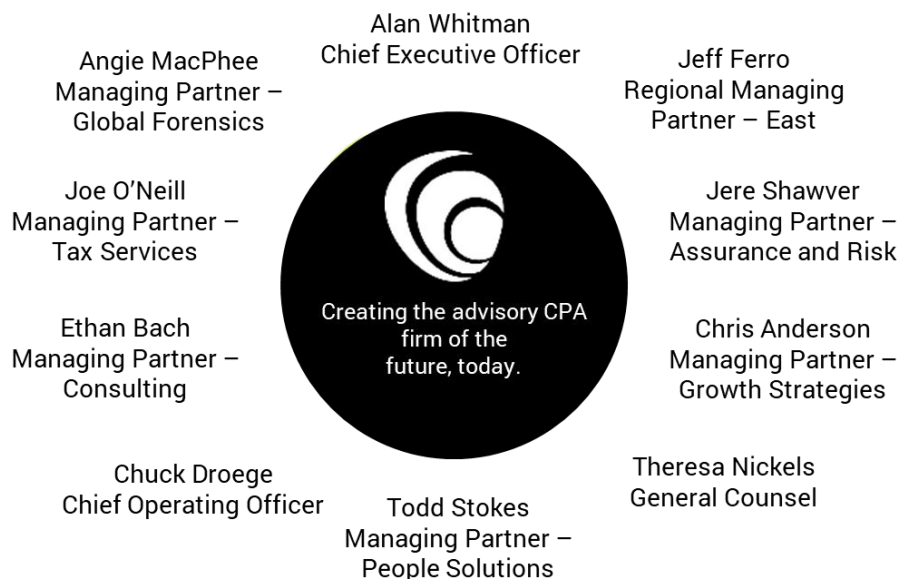 Alan Whitman
Chief Executive Officer
Jeff Ferro
Regional Managing
Partner – East
Jere Shawver
Managing Partner –
Assurance and Risk
Chris Anderson
Managing Partner –
Growth Strategies
Theresa Nickels
General Counsel
Todd Stokes
Managing Partner –
People Solutions
Chuck Droege
Chief Operating Officer
Ethan Bach
Managing Partner –
Consulting
Joe O’Neill
Managing Partner –
Tax Services
Angie MacPhee
Managing Partner –
Global Forensics
Creating the advisory CPA
firm of the
future, today.